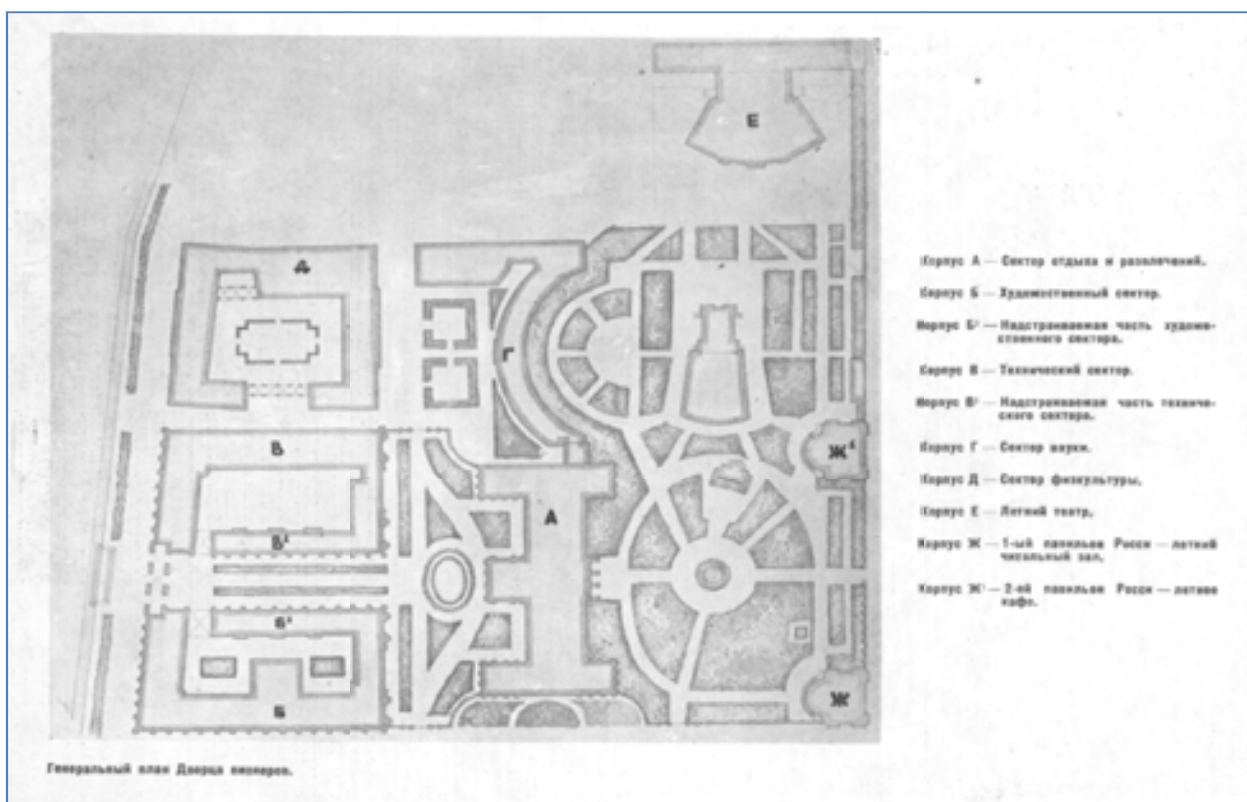 Е
Д
Г
В
Ж¹
А
В¹
Б¹
Б
Ж
Корпус А — Сектор отдыха и развлечений.
Корпус Б — Художественный сектор.
Корпус Б¹ — Надстраиваемая часть художе-
ственного сектора.
Корпус В — Технический сектор.
Корпус В¹ — Надстраиваемая часть техниче-
ского сектора.
Корпус Г — Сектор науки.
Корпус Д — Сектор физкультуры.
Корпус Е — Летний театр.
Корпус Ж — 1-ый павильон Росси — летний
читальный зал.
Корпус Ж¹ — 2-ой павильон Росси — летнее
кафе.
Генеральный план Дворца пионеров.